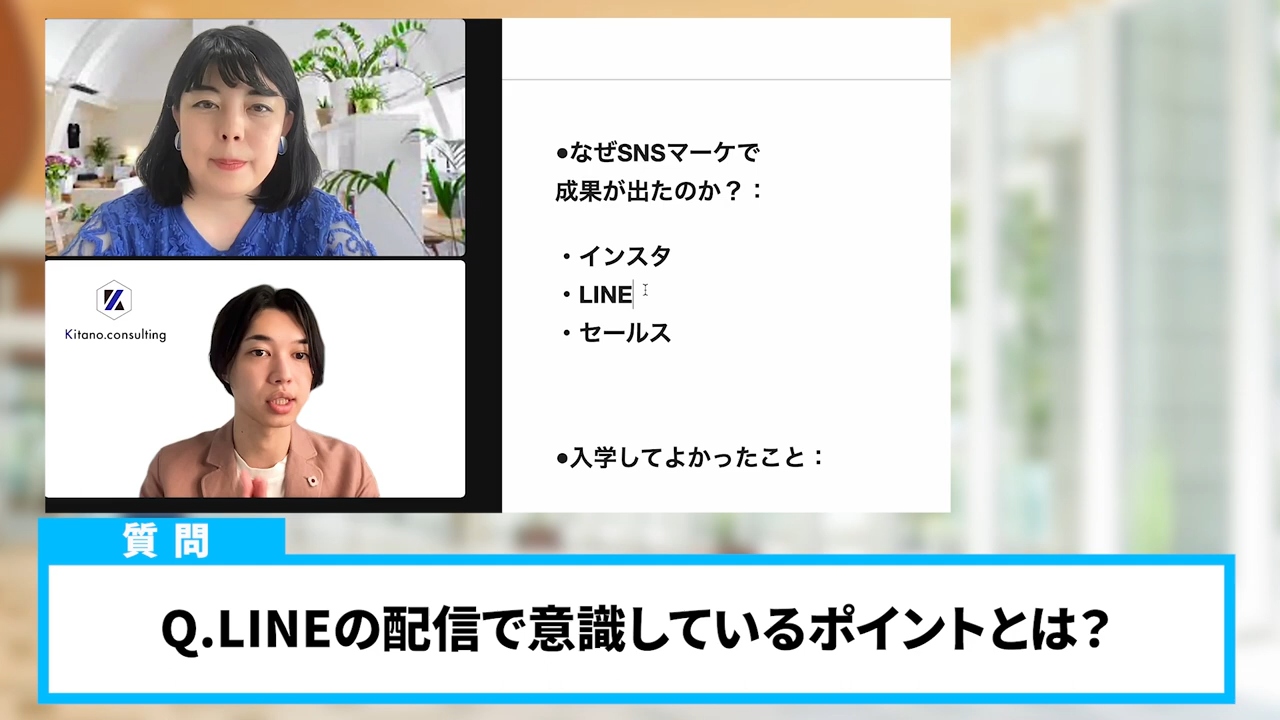 Kitano.consulting
●なぜSNSマーケで
成果が出たのか？：
・インスタ
・LINE
・セールス
●入学してよかったこと：
質問
Q.LINEの配信で意識しているポイントとは？